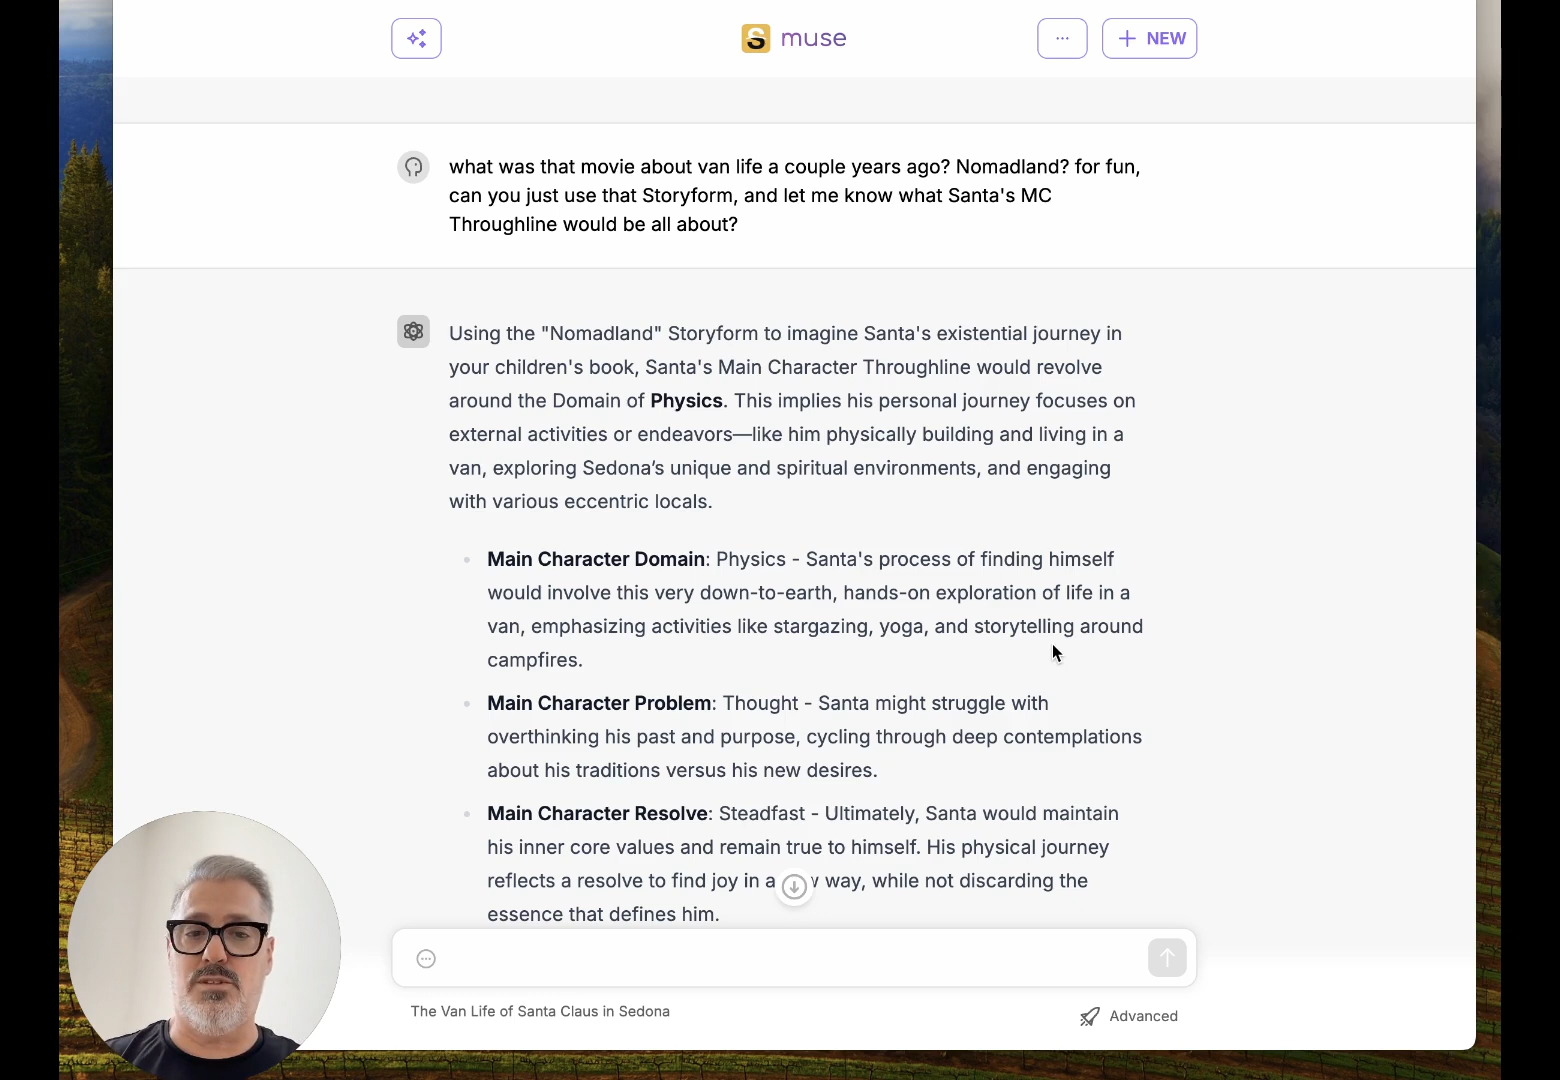 S muse
...
+ NEW
what was that movie about van life a couple years ago? Nomadland? for fun,
can you just use that Storyform, and let me know what Santa's MC
Throughline would be all about?
Using the "Nomadland" Storyform to imagine Santa's existential journey in
your children's book, Santa's Main Character Throughline would revolve
around the Domain of Physics. This implies his personal journey focuses on
external activities or endeavors—like him physically building and living in a
van, exploring Sedona’s unique and spiritual environments, and engaging
with various eccentric locals.
• Main Character Domain: Physics - Santa's process of finding himself
would involve this very down-to-earth, hands-on exploration of life in a
van, emphasizing activities like stargazing, yoga, and storytelling around
campfires.
• Main Character Problem: Thought - Santa might struggle with
overthinking his past and purpose, cycling through deep contemplations
about his traditions versus his new desires.
• Main Character Resolve: Steadfast - Ultimately, Santa would maintain
his inner core values and remain true to himself. His physical journey
reflects a resolve to find joy in a way, while not discarding the
essence that defines him.
The Van Life of Santa Claus in Sedona
Advanced